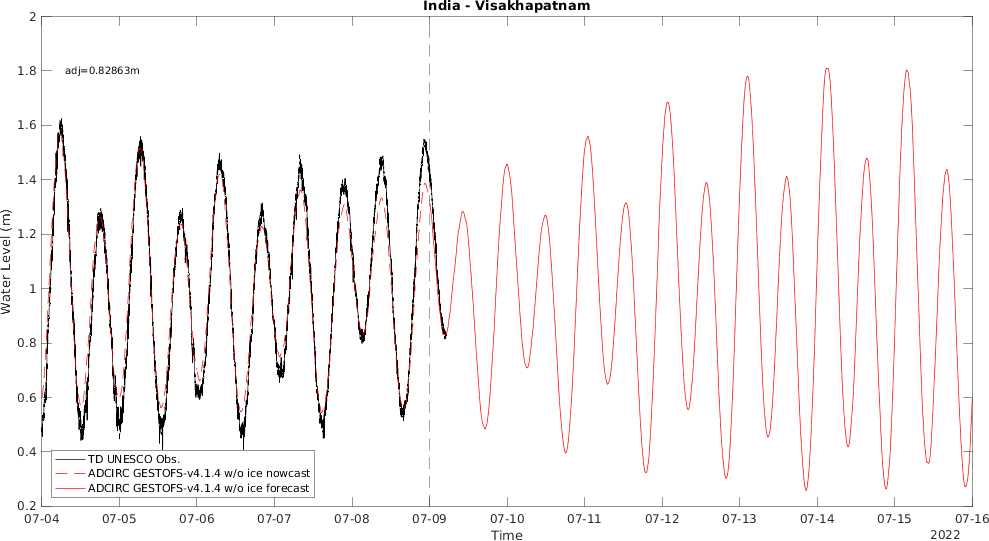 India - Visakhapatnam
adj=0.82863m
Water Level (m)
2
1.8
1.6
1.4
1.2
1
0.8
0.6
0.4
0.2
TD UNESCO Obs.
ADCIRC GESTOFS-v4.1.4 w/o ice nowcast
ADCIRC GESTOFS-v4.1.4 w/o ice forecast
07-04 07-05 07-06 07-07 07-08 07-09 07-10 07-11 07-12 07-13 07-14 07-15 07-16
Time
2022